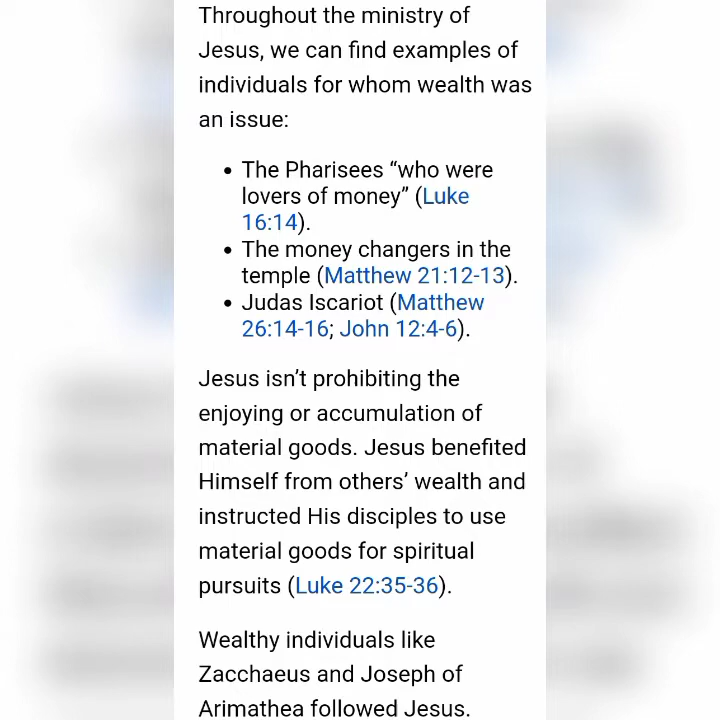 Throughout the ministry of
Jesus, we can find examples of
individuals for whom wealth was
an issue:
• The Pharisees “who were
lovers of money” (Luke
16:14).
• The money changers in the
temple (Matthew 21:12-13).
• Judas Iscariot (Matthew
26:14-16; John 12:4-6).
Jesus isn’t prohibiting the
enjoying or accumulation of
material goods. Jesus benefited
Himself from others’ wealth and
instructed His disciples to use
material goods for spiritual
pursuits (Luke 22:35-36).
Wealthy individuals like
Zacchaeus and Joseph of
Arimathea followed Jesus.